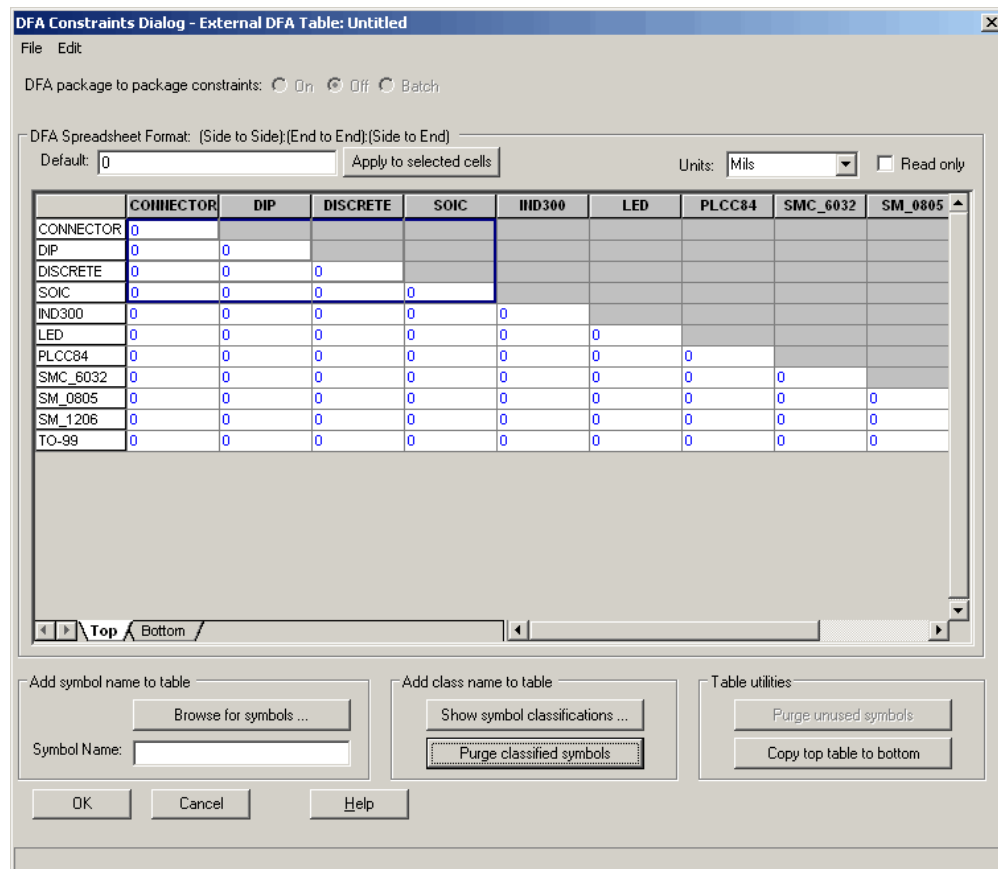 DFA Constraints Dialog - External DFA Table: Untitled
File Edit
DFA package to package constraints: On Off Batch
DFA Spreadsheet Format: (Side to Side):(End to End):(Side to End)
Default: 0 Apply to selected cells Units: Mils Read only
CONNECTOR DIP DISCRETE SOIC IND300 LED PLCC84 SMC_6032 SM_0805
CONNECTOR 0
DIP 0 0
DISCRETE 0 0 0
SOIC 0 0 0 0
IND300 0 0 0 0 0
LED 0 0 0 0 0 0
PLCC84 0 0 0 0 0 0 0
SMC_6032 0 0 0 0 0 0 0 0
SM_0805 0 0 0 0 0 0 0 0 0
SM_1206 0 0 0 0 0 0 0 0 0
TO-99 0 0 0 0 0 0 0 0 0
Top Bottom
Add symbol name to table Add class name to table Table utilities
Browse for symbols ... Show symbol classifications ... Purge unused symbols
Symbol Name: Purge classified symbols Copy top table to bottom
OK Cancel Help